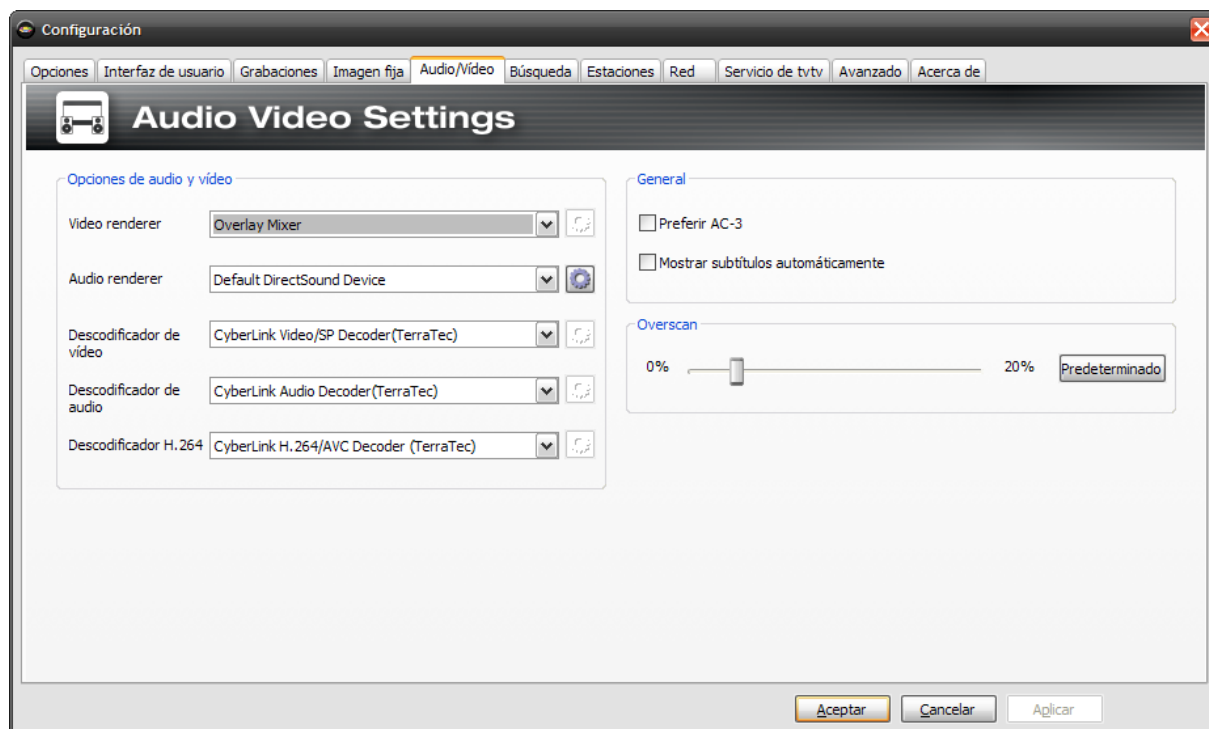 Configuración
Opciones Interfaz de usuario Grabaciones Imagen fija Audio/Vídeo Búsqueda Estaciones Red Servicio de tvtv Avanzado Acerca de
Audio Video Settings
Opciones de audio y vídeo
Video renderer Overlay Mixer
Audio renderer Default DirectSound Device
Descodificador de vídeo CyberLink Video/SP Decoder(TerraTec)
Descodificador de audio CyberLink Audio Decoder(TerraTec)
Descodificador H.264 CyberLink H.264/AVC Decoder (TerraTec)
General
Preferir AC-3
Mostrar subtítulos automáticamente
Overscan
0% 20% Predeterminado
Aceptar Cancelar Aplicar